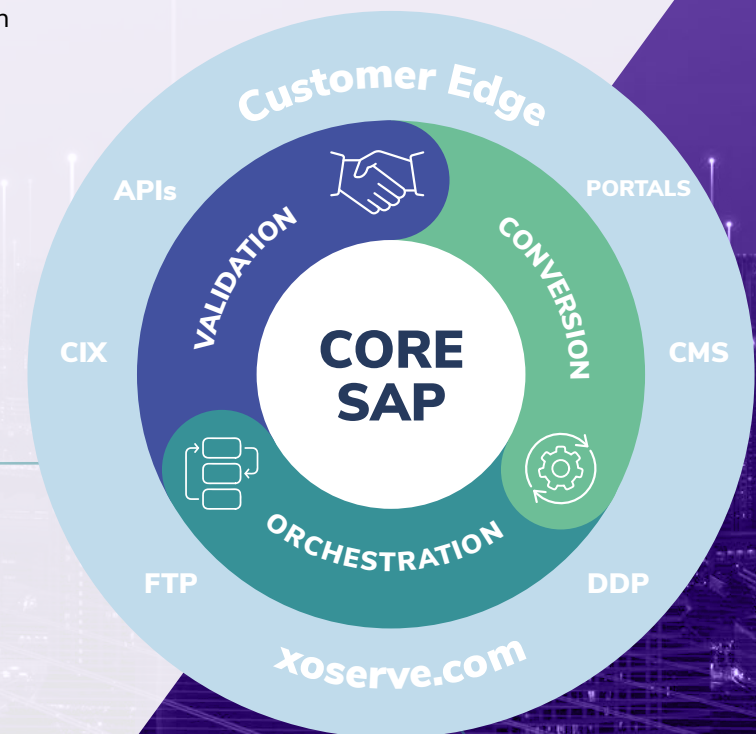 n
Customer Edge
APIs
PORTALS
VALIDATION
CONVERSION
CIX
CMS
CORE
SAP
ORCHESTRATION
FTP
DDP
xoserve.com